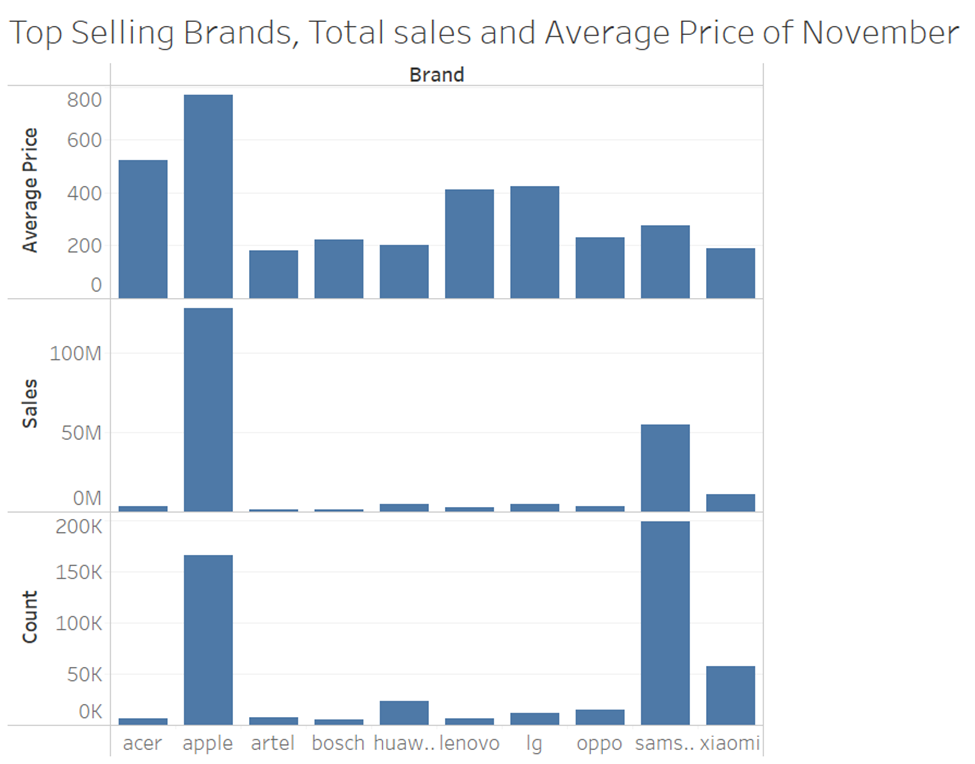 Top Selling Brands, Total sales and Average Price of November
Brand
Average Price
800
600
400
200
0
Sales
100M
50M
0M
Count
200K
150K
100K
50K
0K
acer apple artel bosch huaw.. lenovo lg oppo sams.. xiaomi